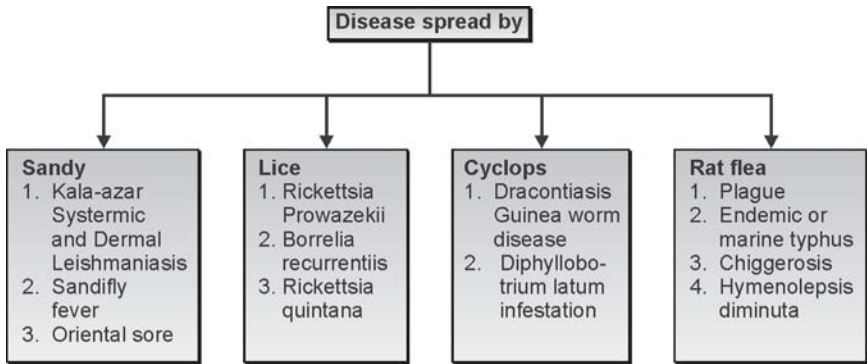 Disease spread by
Sandy
1. Kala-azar
Systermic
and Dermal
Leishmaniasis
2. Sandifly
fever
3. Oriental sore
Lice
1. Rickettsia
Prowazekii
2. Borrelia
recurrentiis
3. Rickettsia
quintana
Cyclops
1. Dracontiasis
Guinea worm
disease
2. Diphyllobo-
trium latum
infestation
Rat flea
1. Plague
2. Endemic or
marine typhus
3. Chiggerosis
4. Hymenolepsis
diminuta